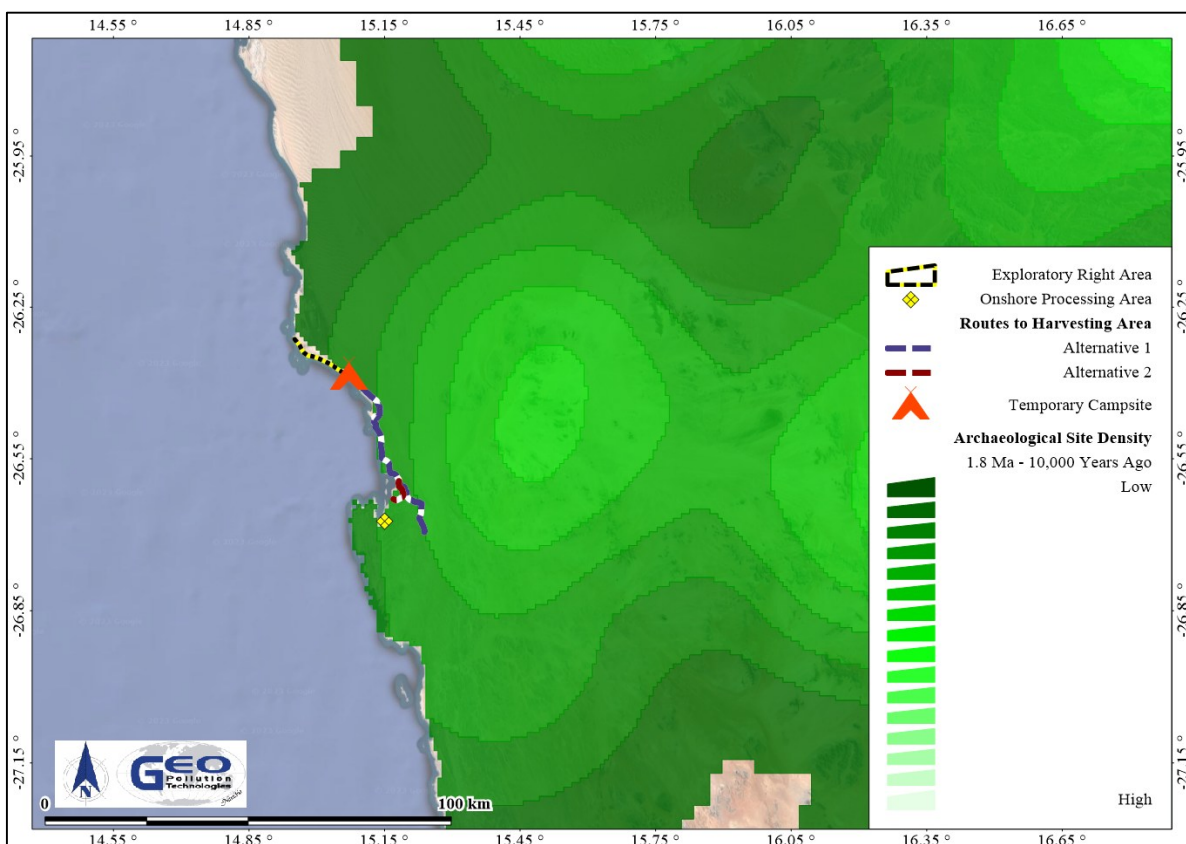 14.55 ° 14.85 ° 15.15 ° 15.45 ° 15.75 ° 16.05 ° 16.35 ° 16.65 °
-25.95 ° -25.95 °
-26.25 ° -26.25 °
-26.55 ° -26.55 °
-26.85 ° -26.85 °
-27.15 ° -27.15 °
Exploratory Right Area
Onshore Processing Area
Routes to Harvesting Area
Alternative 1
Alternative 2
Temporary Campsite
Archaeological Site Density
1.8 Ma - 10,000 Years Ago
Low
High
N
GEO
Pollution
Technologies
0 100 km
14.55 ° 14.85 ° 15.15 ° 15.45 ° 15.75 ° 16.05 ° 16.35 ° 16.65 °